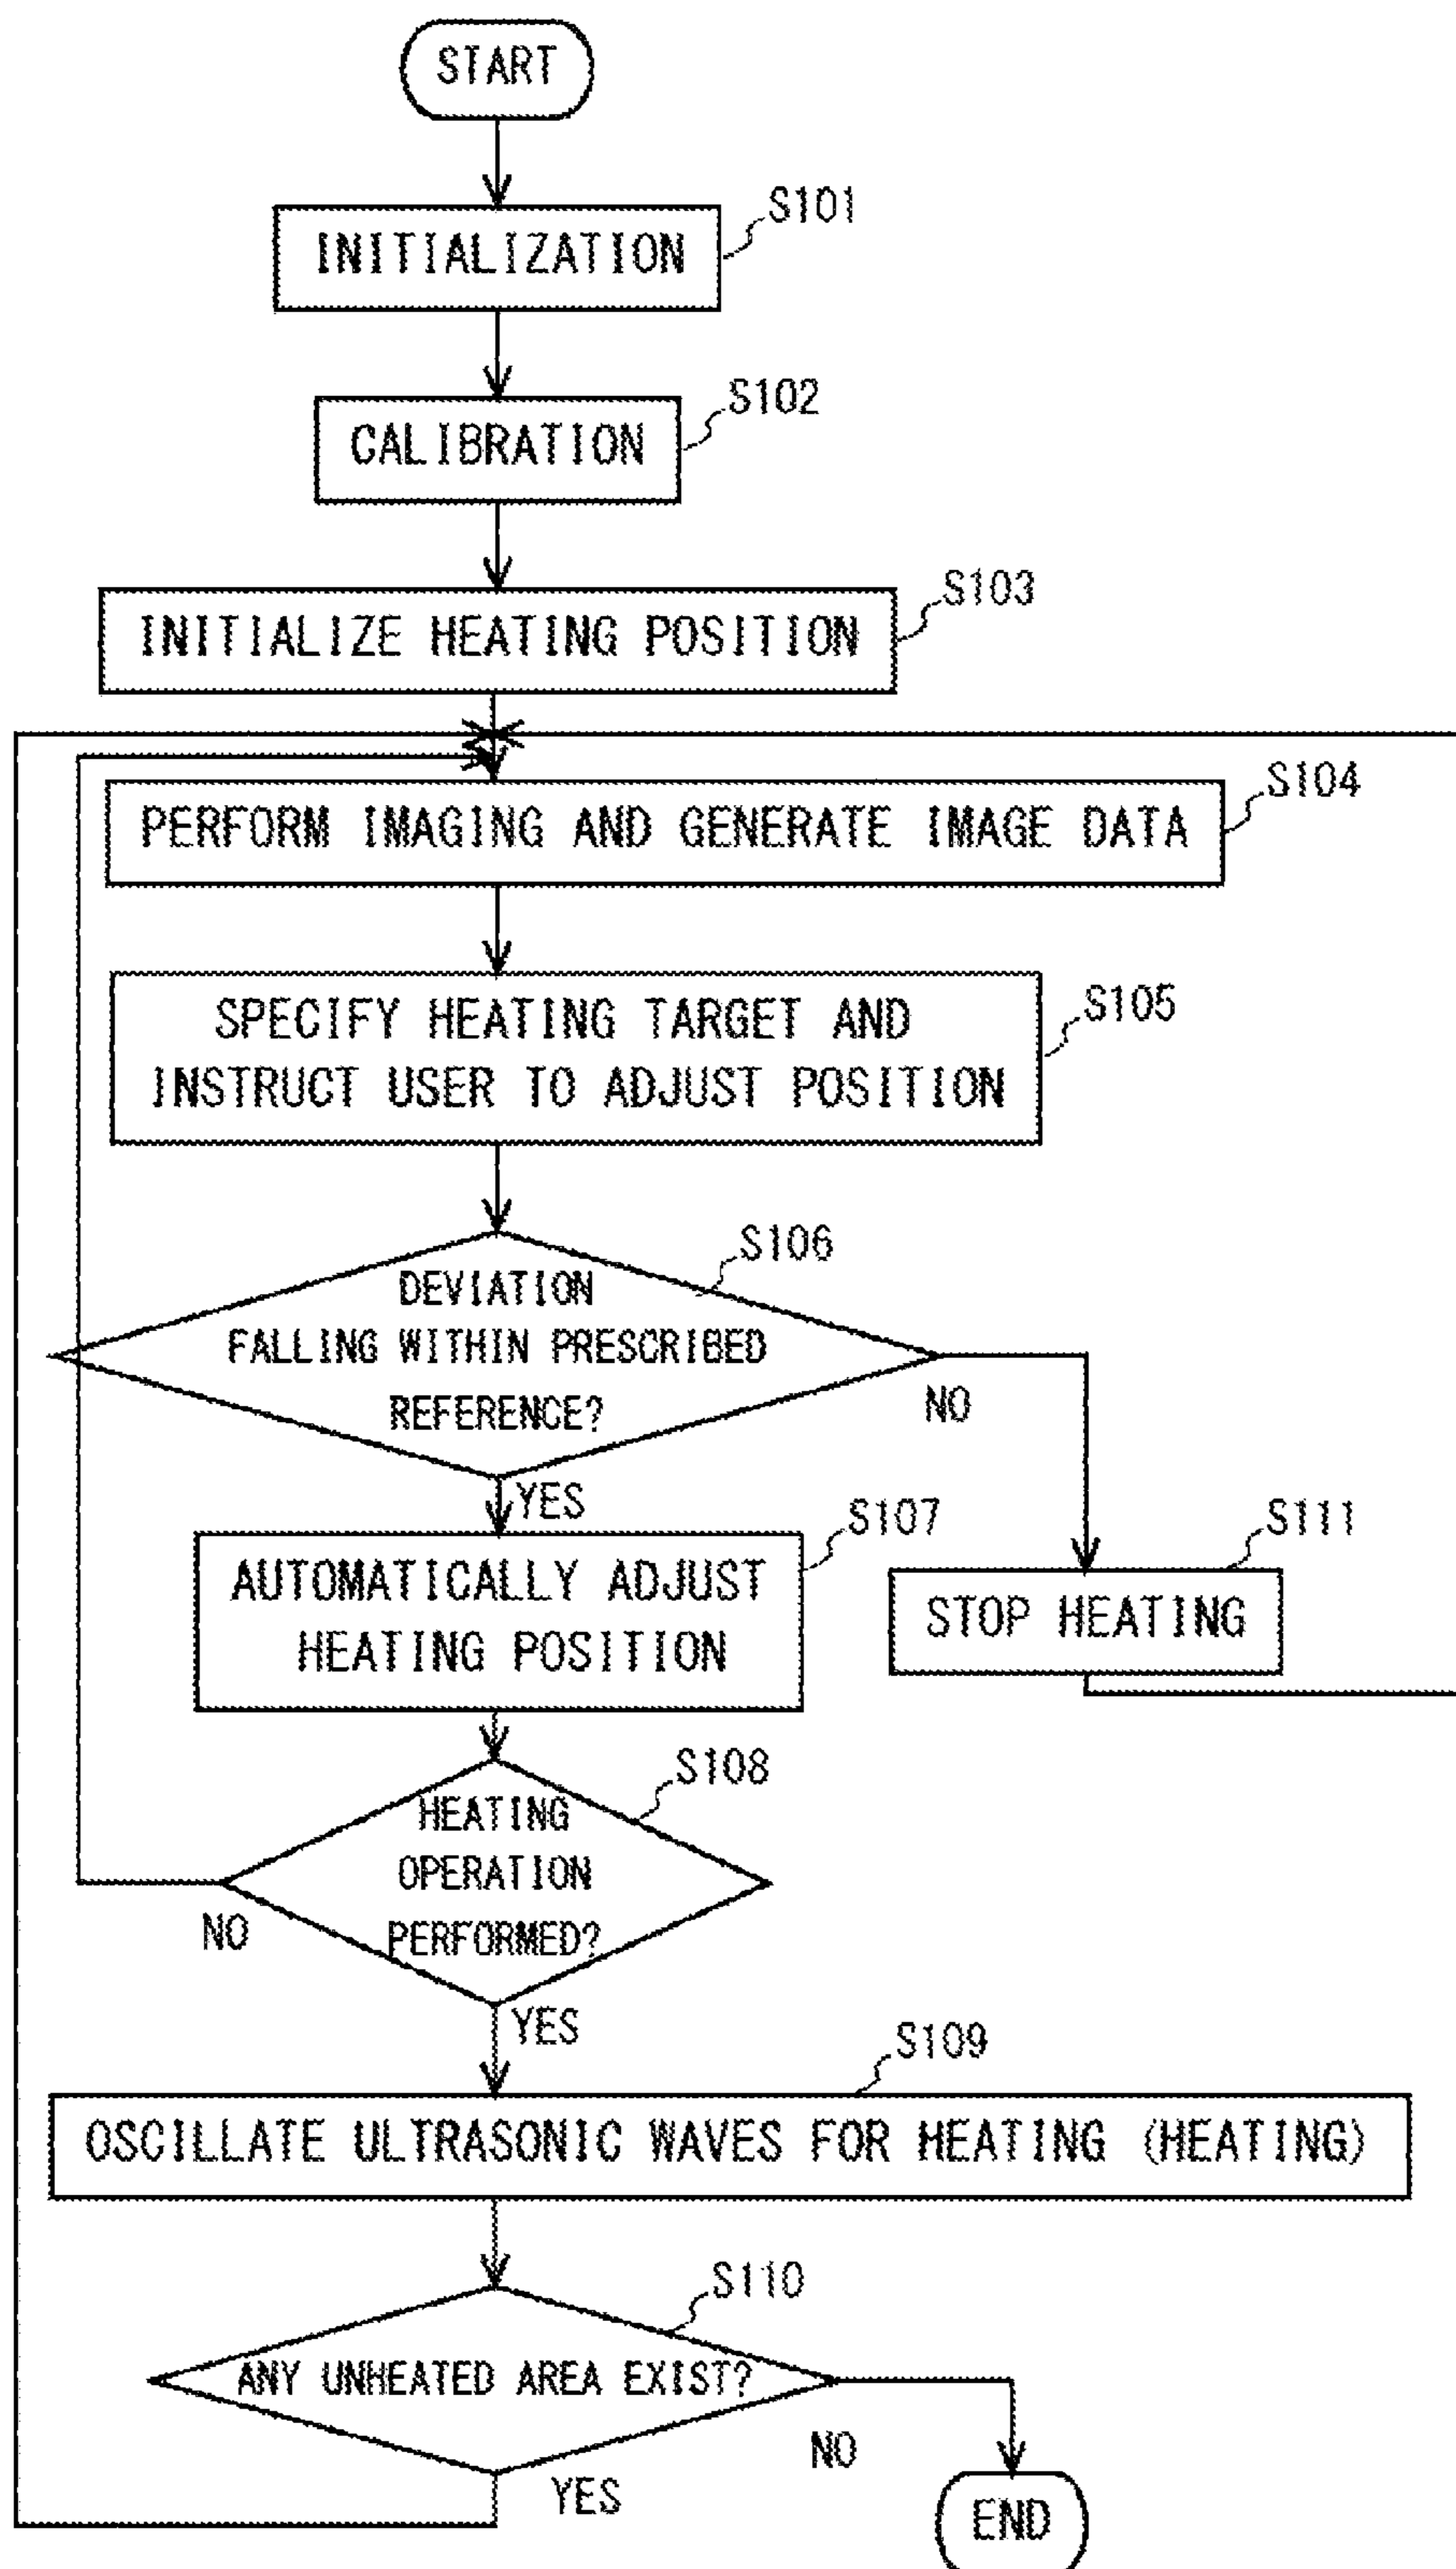 START
S101
INITIALIZATION
S102
CALIBRATION
S103
INITIALIZE HEATING POSITION
S104
PERFORM IMAGING AND GENERATE IMAGE DATA
S105
SPECIFY HEATING TARGET AND
INSTRUCT USER TO ADJUST POSITION
S106
DEVIATION
FALLING WITHIN PRESCRIBED
REFERENCE?
NO
YES
S107
AUTOMATICALLY ADJUST
HEATING POSITION
S111
STOP HEATING
S108
HEATING
OPERATION
PERFORMED?
NO
YES
S109
OSCILLATE ULTRASONIC WAVES FOR HEATING (HEATING)
S110
ANY UNHEATED AREA EXIST?
NO
YES
END